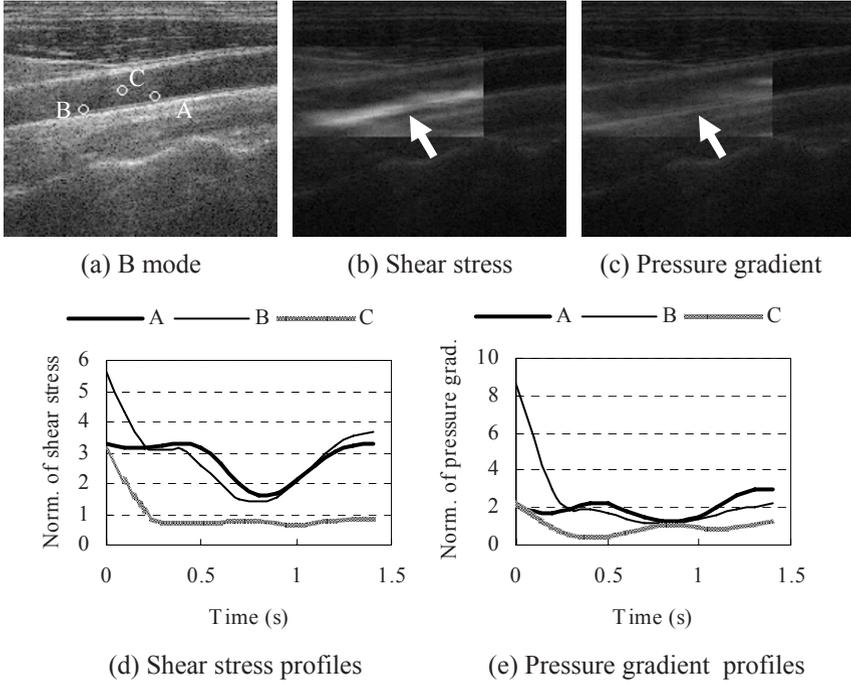 C
B
A
(a) B mode
(b) Shear stress
(c) Pressure gradient
A
B
C
Norm. of shear stress
6
5
4
3
2
1
0
0
0.5
1
1.5
Time (s)
(d) Shear stress profiles
A
B
C
Norm. of pressure grad.
10
8
6
4
2
0
0
0.5
1
1.5
Time (s)
(e) Pressure gradient profiles